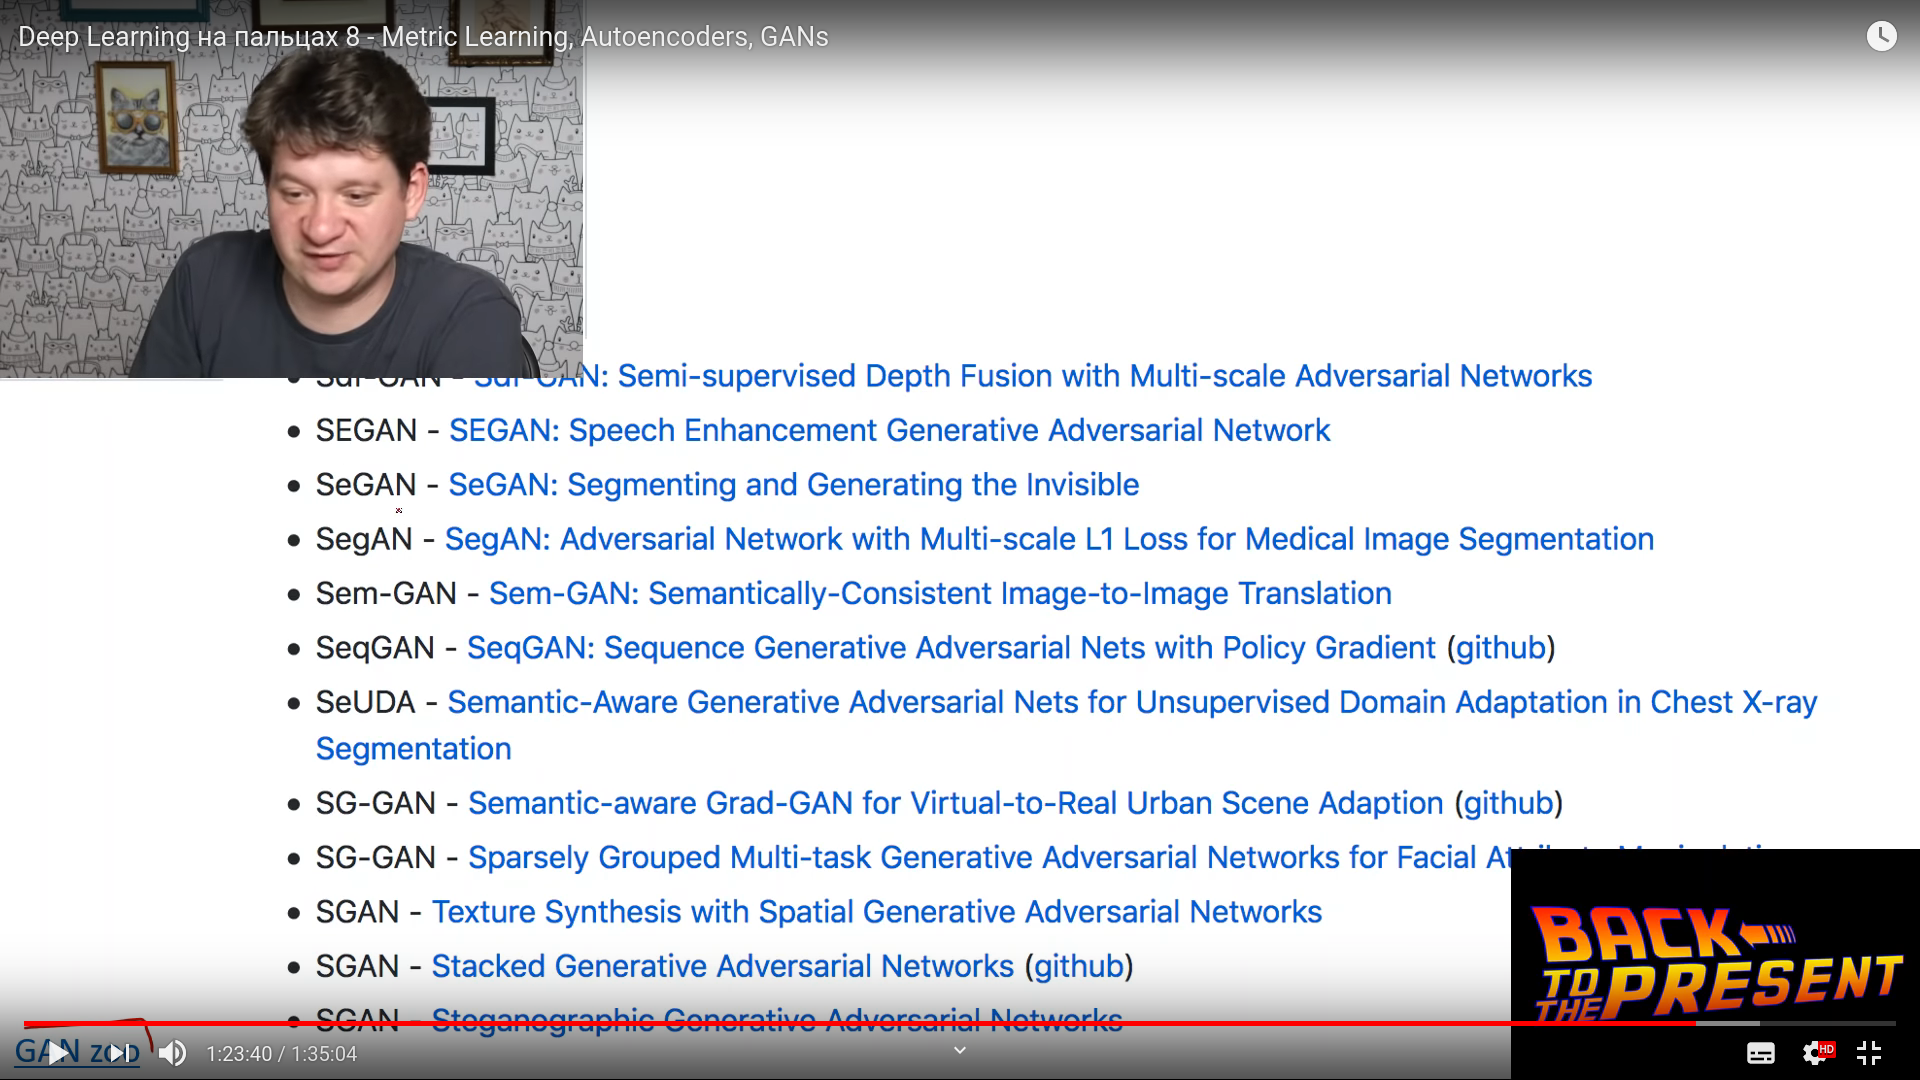 Deep Learning на пальцах 8 - Metric Learning, Autoencoders, GANs
Sdf-GAN - Sdf-GAN: Semi-supervised Depth Fusion with Multi-scale Adversarial Networks
SEGAN - SEGAN: Speech Enhancement Generative Adversarial Network
SeGAN - SeGAN: Segmenting and Generating the Invisible
SegAN - SegAN: Adversarial Network with Multi-scale L1 Loss for Medical Image Segmentation
Sem-GAN - Sem-GAN: Semantically-Consistent Image-to-Image Translation
SeqGAN - SeqGAN: Sequence Generative Adversarial Nets with Policy Gradient (github)
SeUDA - Semantic-Aware Generative Adversarial Nets for Unsupervised Domain Adaptation in Chest X-ray
Segmentation
SG-GAN - Semantic-aware Grad-GAN for Virtual-to-Real Urban Scene Adaption (github)
SG-GAN - Sparsely Grouped Multi-task Generative Adversarial Networks for Facial
SGAN - Texture Synthesis with Spatial Generative Adversarial Networks
SGAN - Stacked Generative Adversarial Networks (github)
SGAN - Steganographic Generative Adversarial Networks
BACK
TO
THE PRESENT
GAN zoo
1:23:40 / 1:35:04
HD